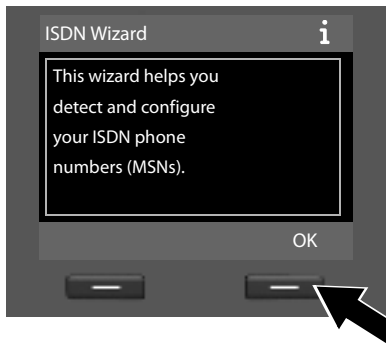 ISDN Wizard i
This wizard helps you
detect and configure
your ISDN phone
numbers (MSNs).
OK